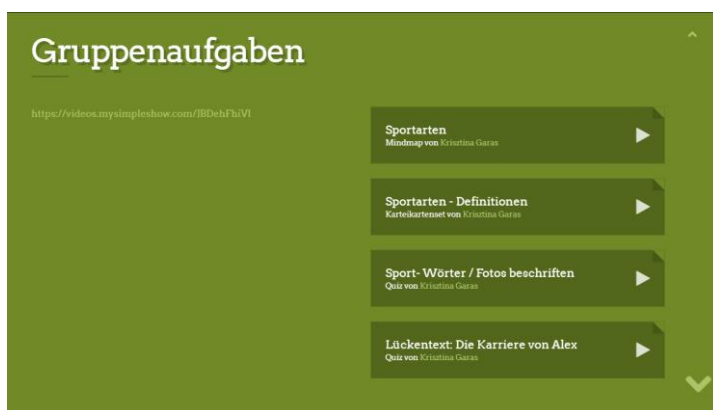 Gruppenaufgaben
https://videos.mysimpleshow.com/JBDehFhiVI
Sportarten
Mindmap von Krisztina Garas
Sportarten - Definitionen
Karteikartenset von Krisztina Garas
Sport- Wörter / Fotos beschriften
Quiz von Krisztina Garas
Lückentext: Die Karriere von Alex
Quiz von Krisztina Garas